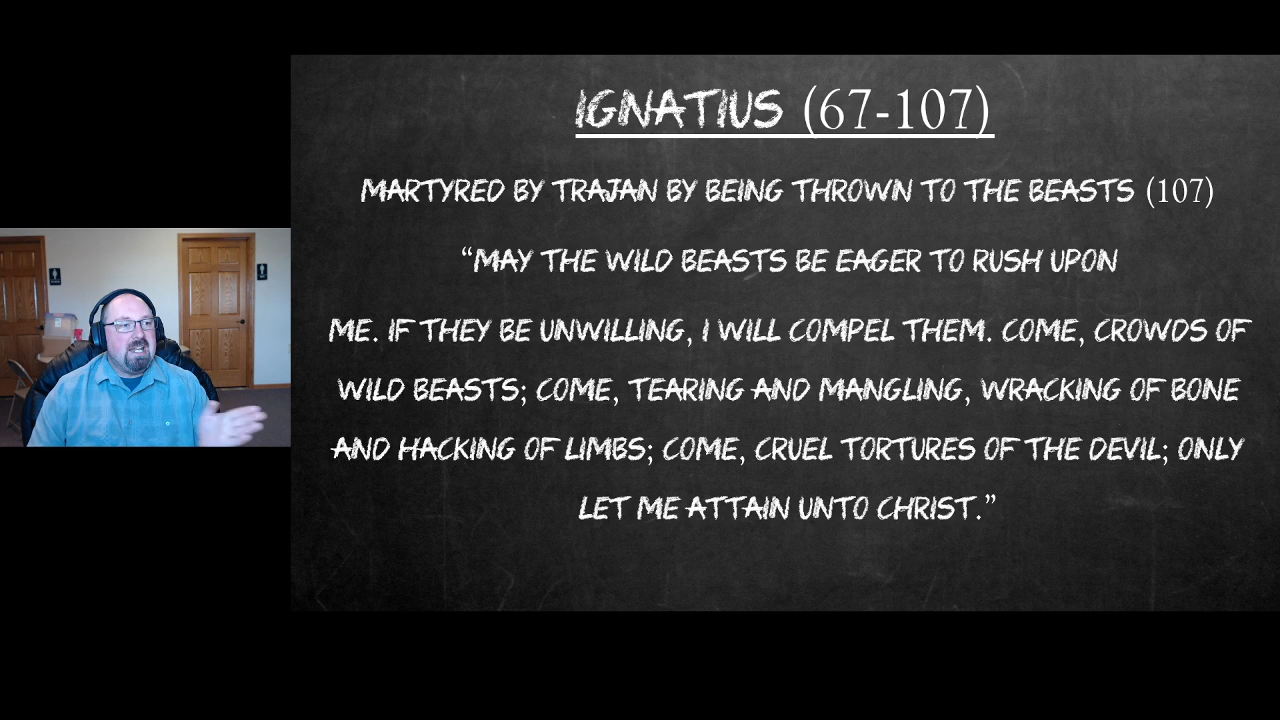 IGNATIUS (67-107)
MARTYRED BY TRAJAN BY BEING THROWN TO THE BEASTS (107)
“MAY THE WILD BEASTS BE EAGER TO RUSH UPON
ME. IF THEY BE UNWILLING, I WILL COMPEL THEM. COME, CROWDS OF
WILD BEASTS; COME, TEARING AND MANGLING, WRACKING OF BONE
AND HACKING OF LIMBS; COME, CRUEL TORTURES OF THE DEVIL; ONLY
LET ME ATTAIN UNTO CHRIST.”